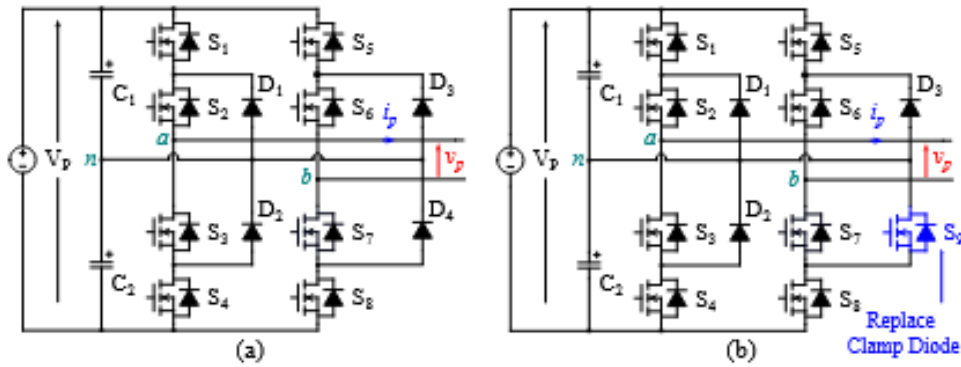 S1
S5
C1
S2
D1
S6
D3
a
ip
VP
n
vp
b
D2
D4
S3
S7
C2
S4
S8
(a)
S1
S5
C1
S2
D1
S6
D3
a
ip
VP
n
vp
b
D2
S3
S7
C2
S4
S8
Replace
Clamp Diode
(b)